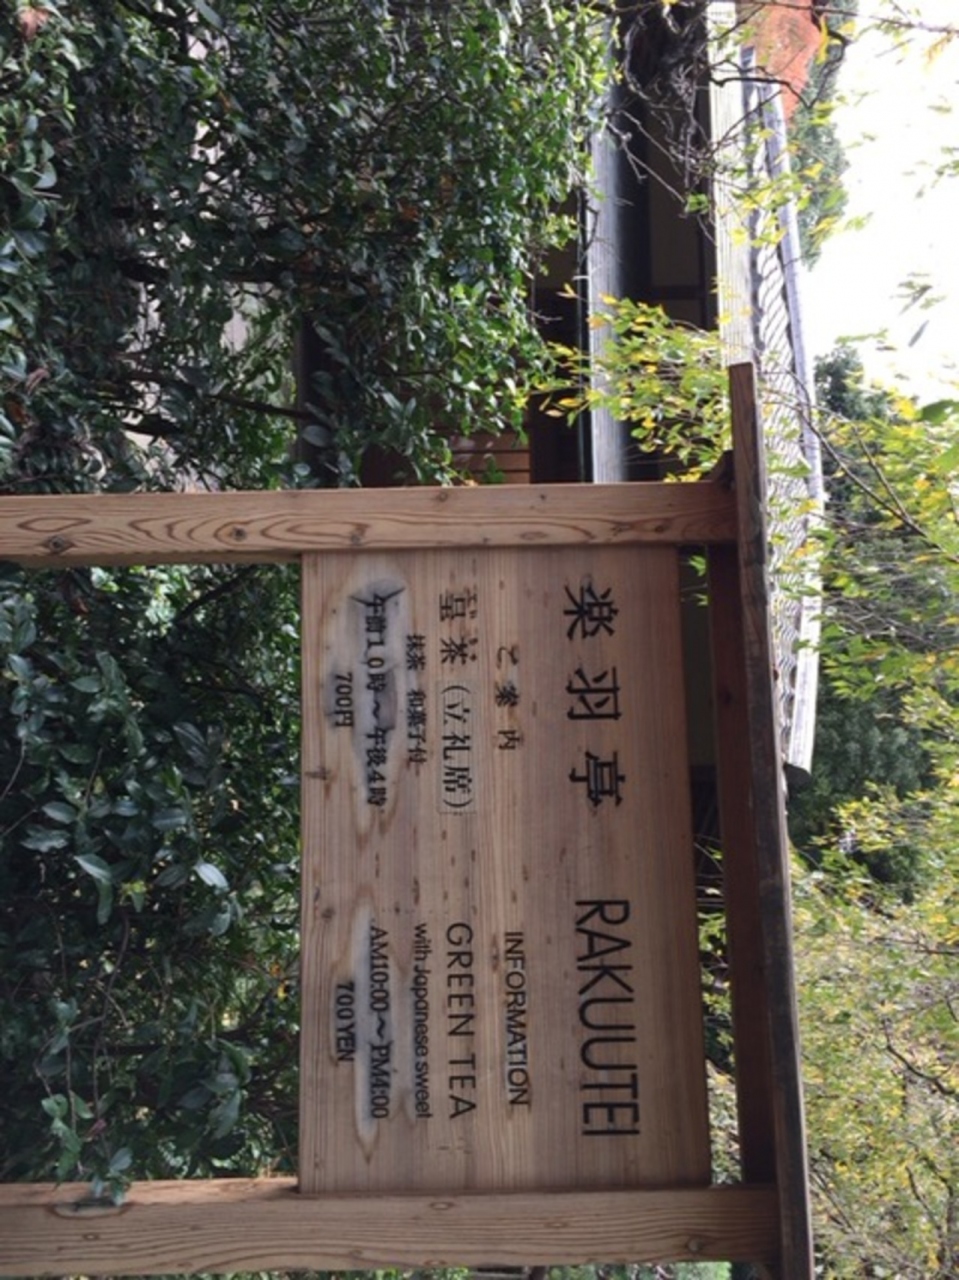 楽羽亭 RAKUUTEI
ご案内 INFORMATION
呈茶(立礼席) GREEN TEA
抹茶 和菓子付 with Japanese sweet
午前10時〜午後4時 AM10:00〜PM4:00
700円 700 YEN